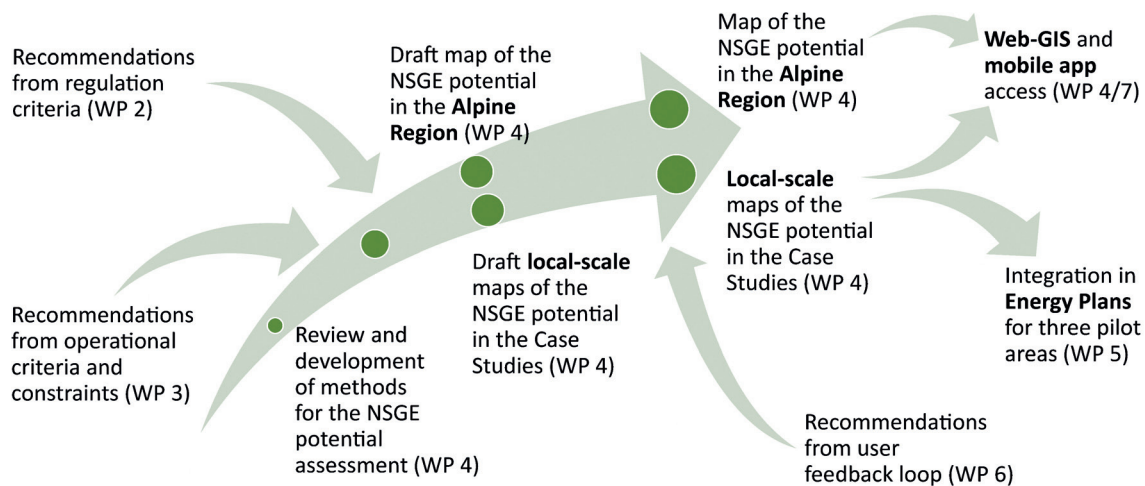 Recommendations
from regulation
criteria (WP 2)
Draft map of the
NSGE potential
in the Alpine
Region (WP 4)
Map of the
NSGE potential
in the Alpine
Region (WP 4)
Web-GIS and
mobile app
access (WP 4/7)
Recommendations
from operational
criteria and
constraints (WP 3)
Review and
development
of methods
for the NSGE
potential
assessment (WP 4)
Draft local-scale
maps of the
NSGE potential
in the Case
Studies (WP 4)
Local-scale
maps of the
NSGE potential
in the Case
Studies (WP 4)
Integration in
Energy Plans
for three pilot
areas (WP 5)
Recommendations
from user
feedback loop (WP 6)